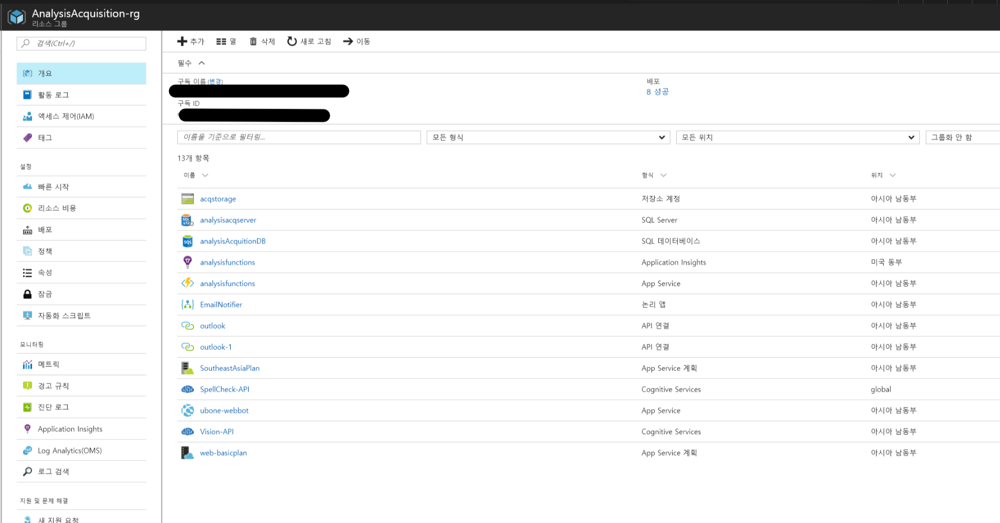 AnalysisAcquisition-rg
리소스 그룹
검색(Ctrl+/)
개요
활동 로그
액세스 제어(IAM)
태그
설정
빠른 시작
리소스 비용
배포
정책
속성
잠금
자동화 스크립트
모니터링
메트릭
경고 규칙
진단 로그
Application Insights
Log Analytics(OMS)
로그 검색
지원 및 문제 해결
새 지원 요청
추가 열 삭제 새로 고침 이동
필수
구독 이름(변경)
구독 ID
배포
8 성공
이름을 기준으로 필터링... 모든 형식 모든 위치 그룹화 안 함
13개 항목
이름 형식 위치
acqstorage 저장소 계정 아시아 남동부
analysisacqserver SQL Server 아시아 남동부
analysisAcquitionDB SQL 데이터베이스 아시아 남동부
analysisfunctions Application Insights 미국 동부
analysisfunctions App Service 아시아 남동부
EmailNotifier 논리 앱 아시아 남동부
outlook API 연결 아시아 남동부
outlook-1 API 연결 아시아 남동부
SoutheastAsiaPlan App Service 계획 아시아 남동부
SpellCheck-API Cognitive Services global
ubone-webbot App Service 아시아 남동부
Vision-API Cognitive Services 아시아 남동부
web-basicplan App Service 계획 아시아 남동부